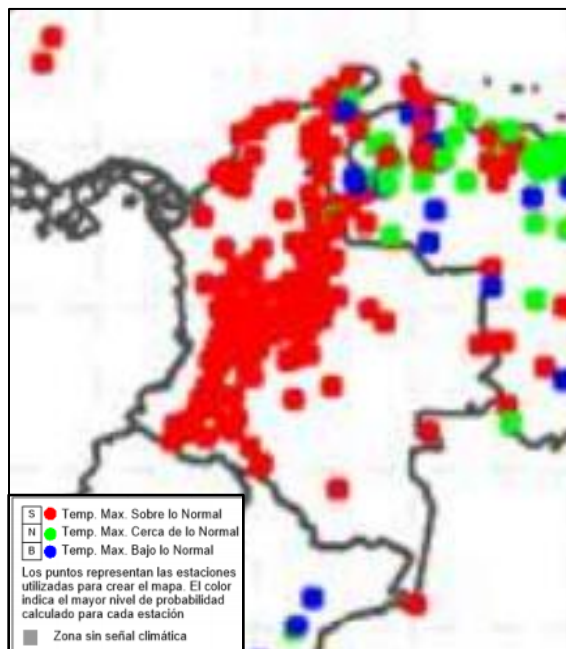 S Temp. Max. Sobre lo Normal
N Temp. Max. Cerca de lo Normal
B Temp. Max. Bajo lo Normal
Los puntos representan las estaciones
utilizadas para crear el mapa. El color
indica el mayor nivel de probabilidad
calculado para cada estación
Zona sin señal climática